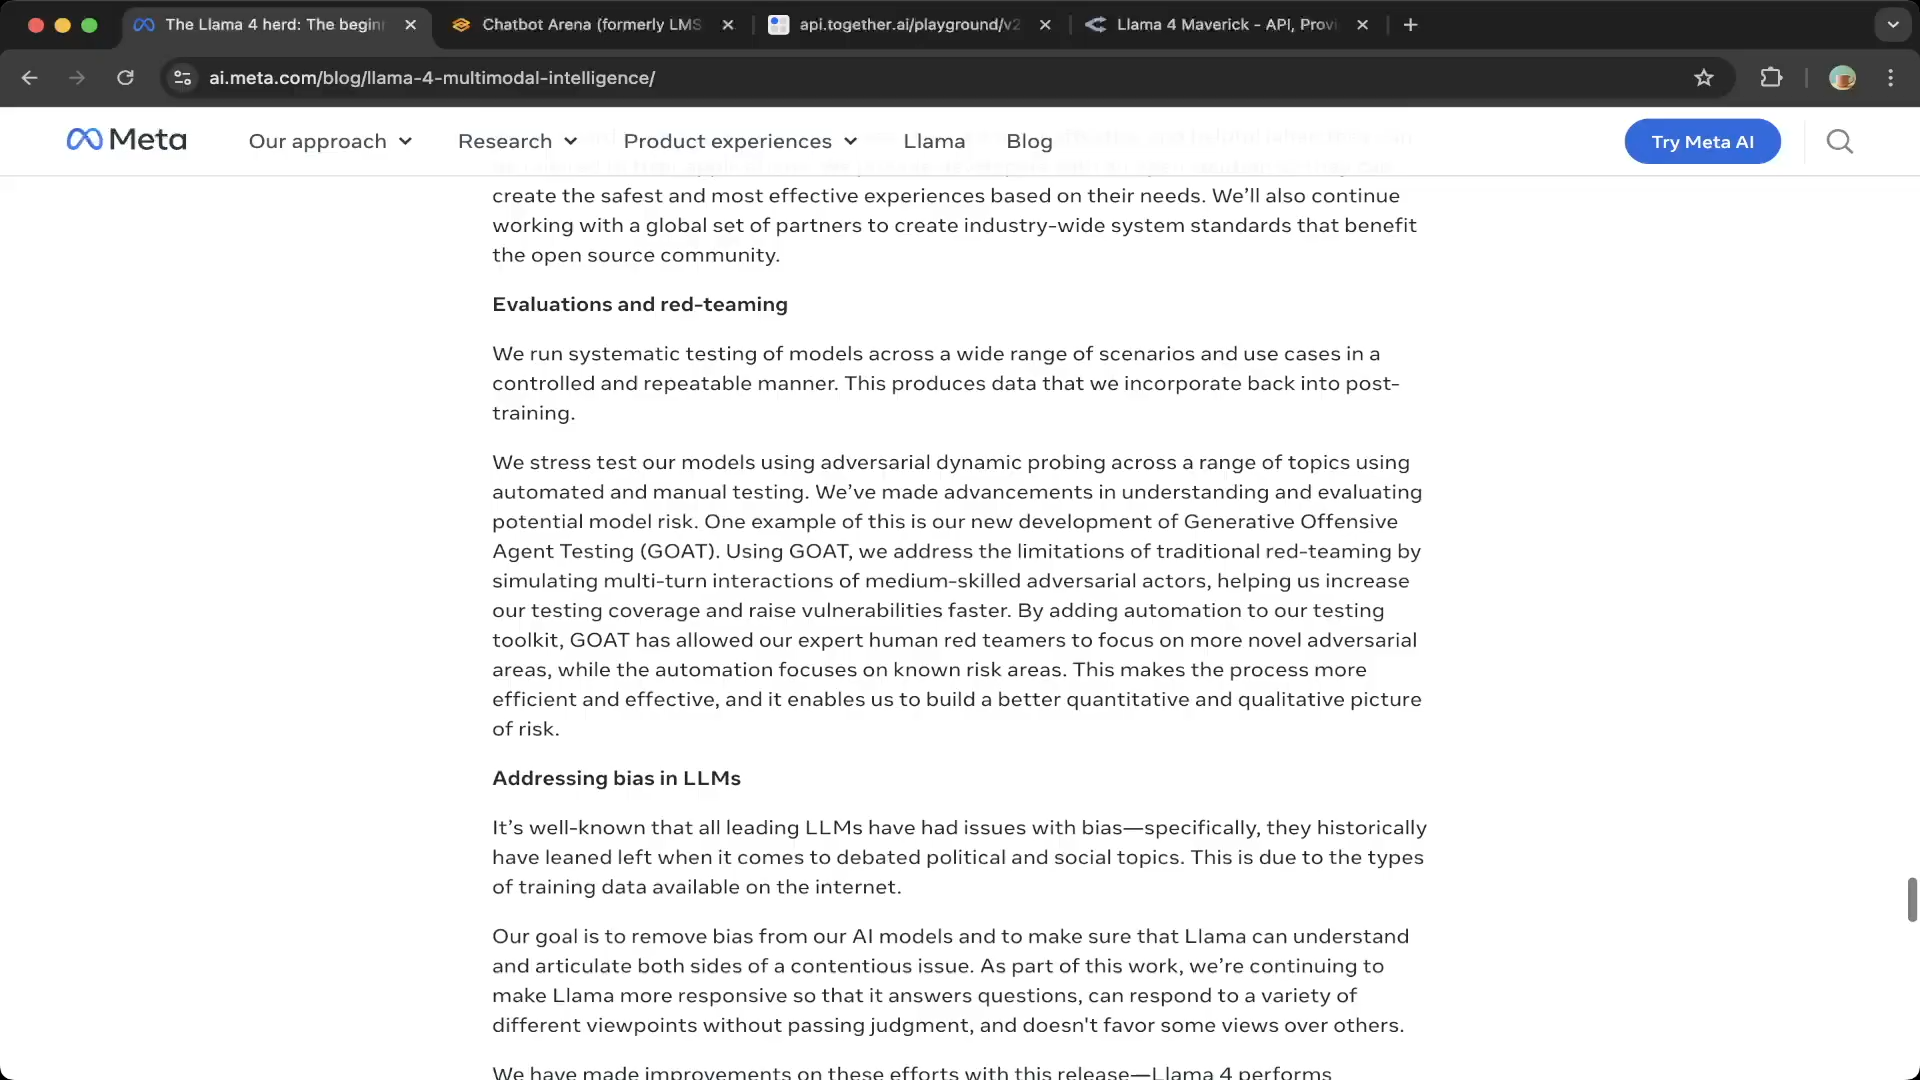 The Llama 4 herd: The begin
Chatbot Arena (formerly LMS
api.together.ai/playground/v2
Llama 4 Maverick - API, Provi
ai.meta.com/blog/llama-4-multimodal-intelligence/
Meta
Our approach
Research
Product experiences
Llama
Blog
Try Meta AI
create the safest and most effective experiences based on their needs. We’ll also continue
working with a global set of partners to create industry-wide system standards that benefit
the open source community.
Evaluations and red-teaming
We run systematic testing of models across a wide range of scenarios and use cases in a
controlled and repeatable manner. This produces data that we incorporate back into post-
training.
We stress test our models using adversarial dynamic probing across a range of topics using
automated and manual testing. We’ve made advancements in understanding and evaluating
potential model risk. One example of this is our new development of Generative Offensive
Agent Testing (GOAT). Using GOAT, we address the limitations of traditional red-teaming by
simulating multi-turn interactions of medium-skilled adversarial actors, helping us increase
our testing coverage and raise vulnerabilities faster. By adding automation to our testing
toolkit, GOAT has allowed our expert human red teamers to focus on more novel adversarial
areas, while the automation focuses on known risk areas. This makes the process more
efficient and effective, and it enables us to build a better quantitative and qualitative picture
of risk.
Addressing bias in LLMs
It’s well-known that all leading LLMs have had issues with bias—specifically, they historically
have leaned left when it comes to debated political and social topics. This is due to the types
of training data available on the internet.
Our goal is to remove bias from our AI models and to make sure that Llama can understand
and articulate both sides of a contentious issue. As part of this work, we’re continuing to
make Llama more responsive so that it answers questions, can respond to a variety of
different viewpoints without passing judgment, and doesn't favor some views over others.
We have made improvements on these efforts with this release—Llama 4 performs